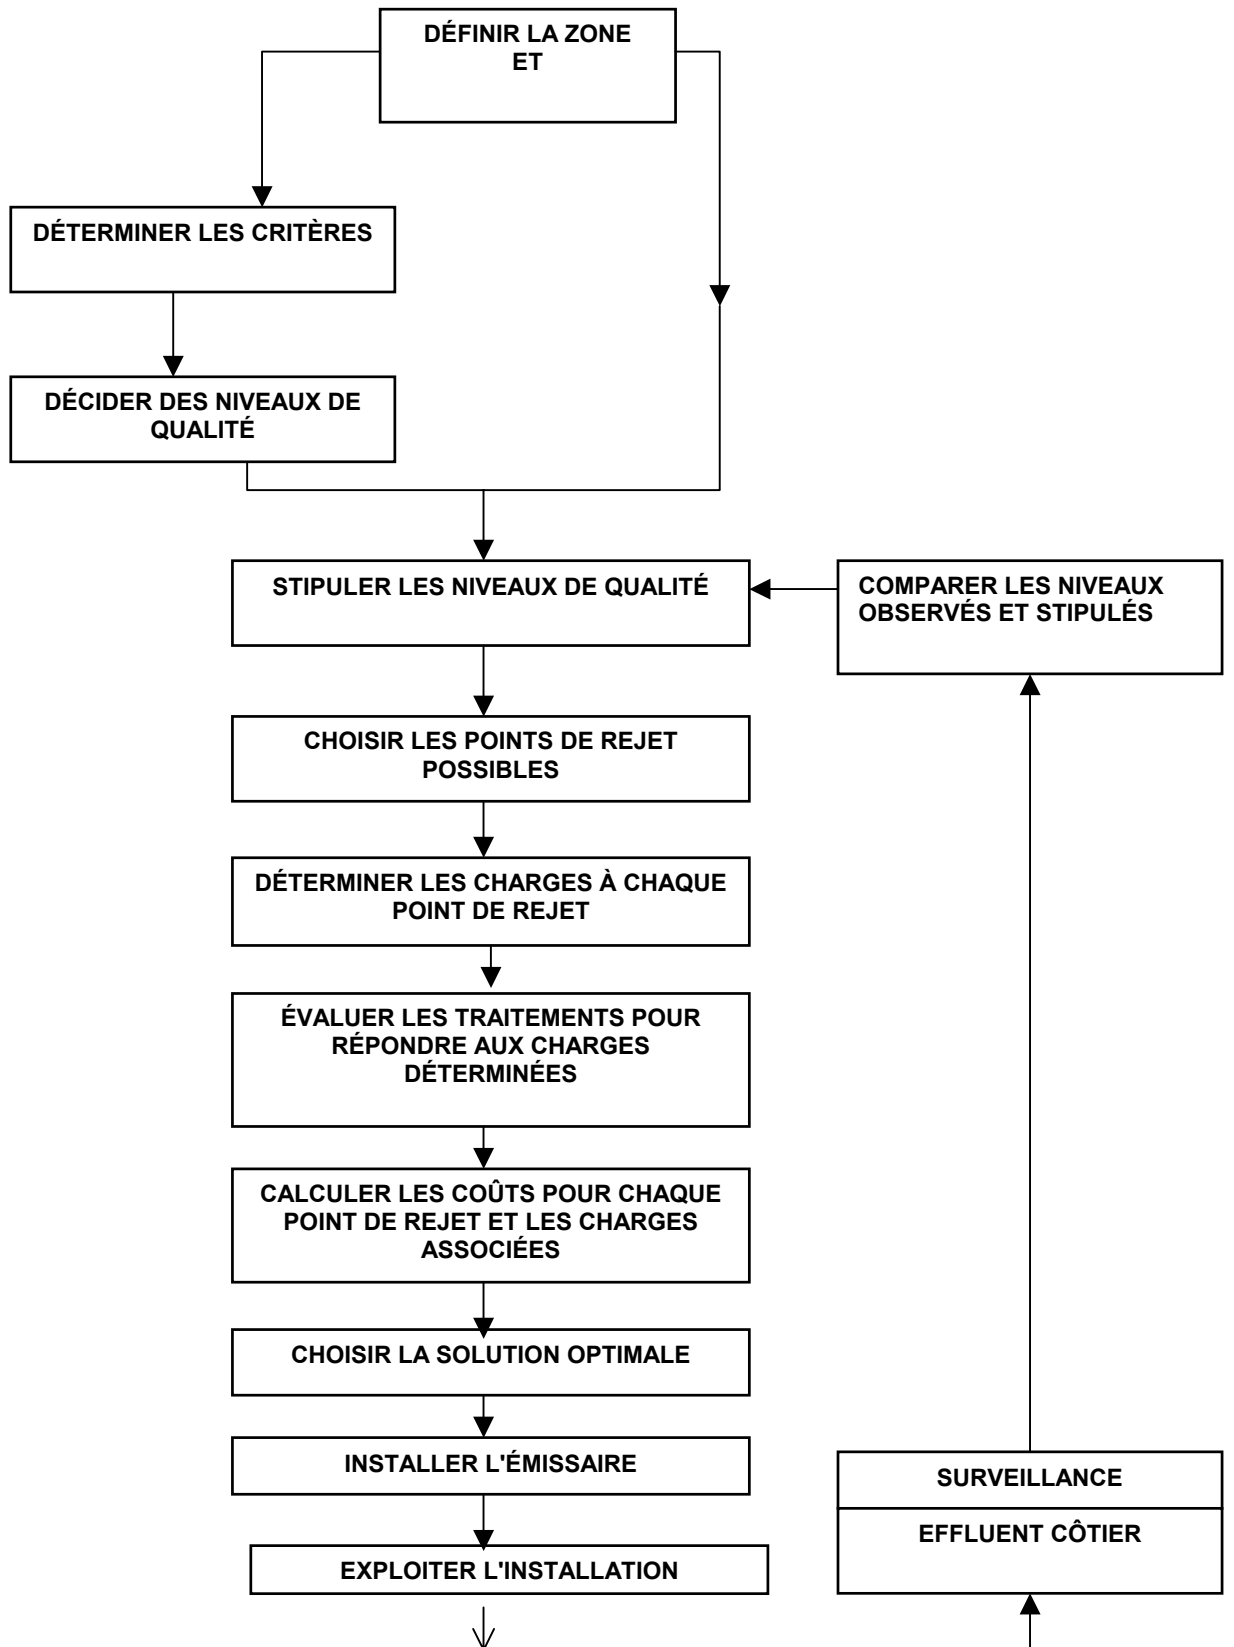 DÉFINIR LA ZONE
ET
DÉTERMINER LES CRITÈRES
DÉCIDER DES NIVEAUX DE
QUALITÉ
STIPULER LES NIVEAUX DE QUALITÉ
COMPARER LES NIVEAUX
OBSERVÉS ET STIPULÉS
CHOISIR LES POINTS DE REJET
POSSIBLES
DÉTERMINER LES CHARGES À CHAQUE
POINT DE REJET
ÉVALUER LES TRAITEMENTS POUR
RÉPONDRE AUX CHARGES
DÉTERMINÉES
CALCULER LES COÛTS POUR CHAQUE
POINT DE REJET ET LES CHARGES
ASSOCIÉES
CHOISIR LA SOLUTION OPTIMALE
INSTALLER L'ÉMISSAIRE
SURVEILLANCE
EFFLUENT CÔTIER
EXPLOITER L'INSTALLATION